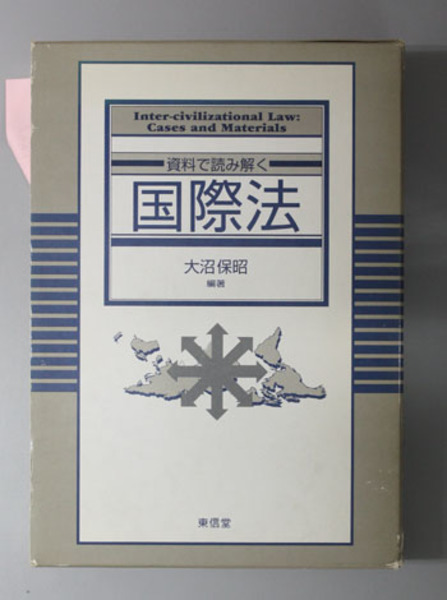 Inter-civilizational Law:
Cases and Materials
資料で読み解く
国際法
大沼保昭
編著
東信堂